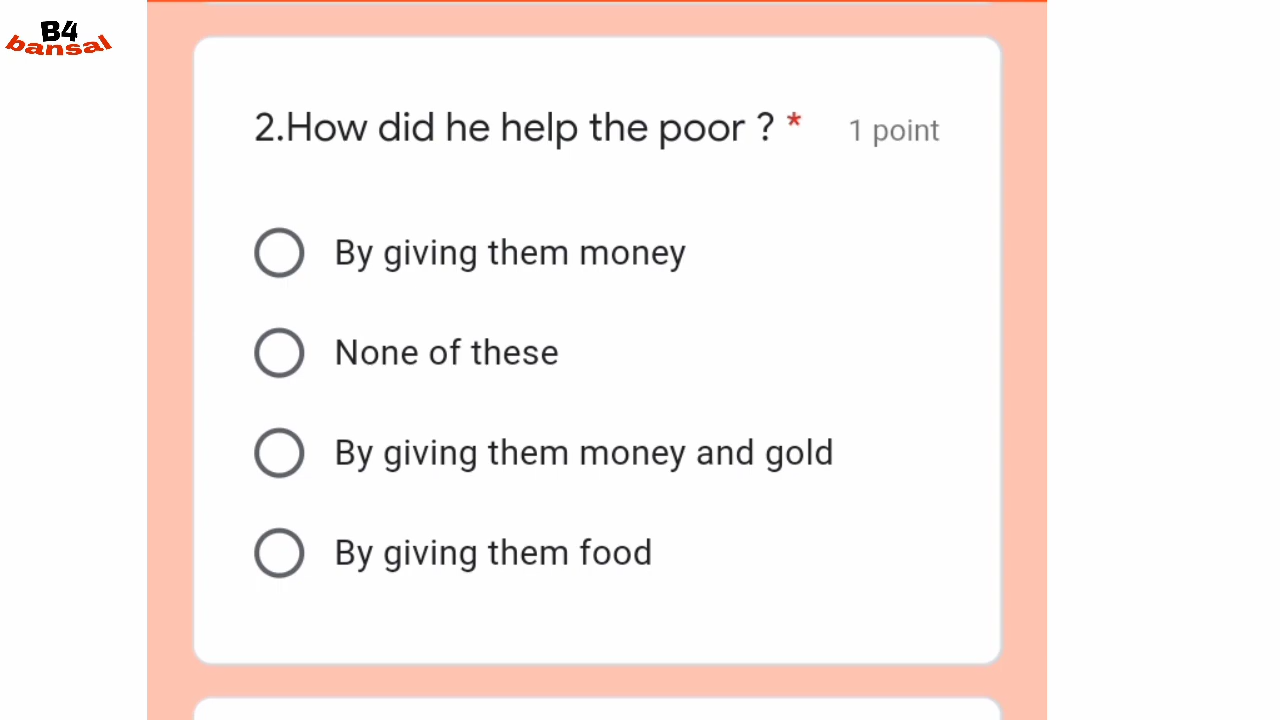 B4
bansal
2.How did he help the poor ? * 1 point
By giving them money
None of these
By giving them money and gold
By giving them food